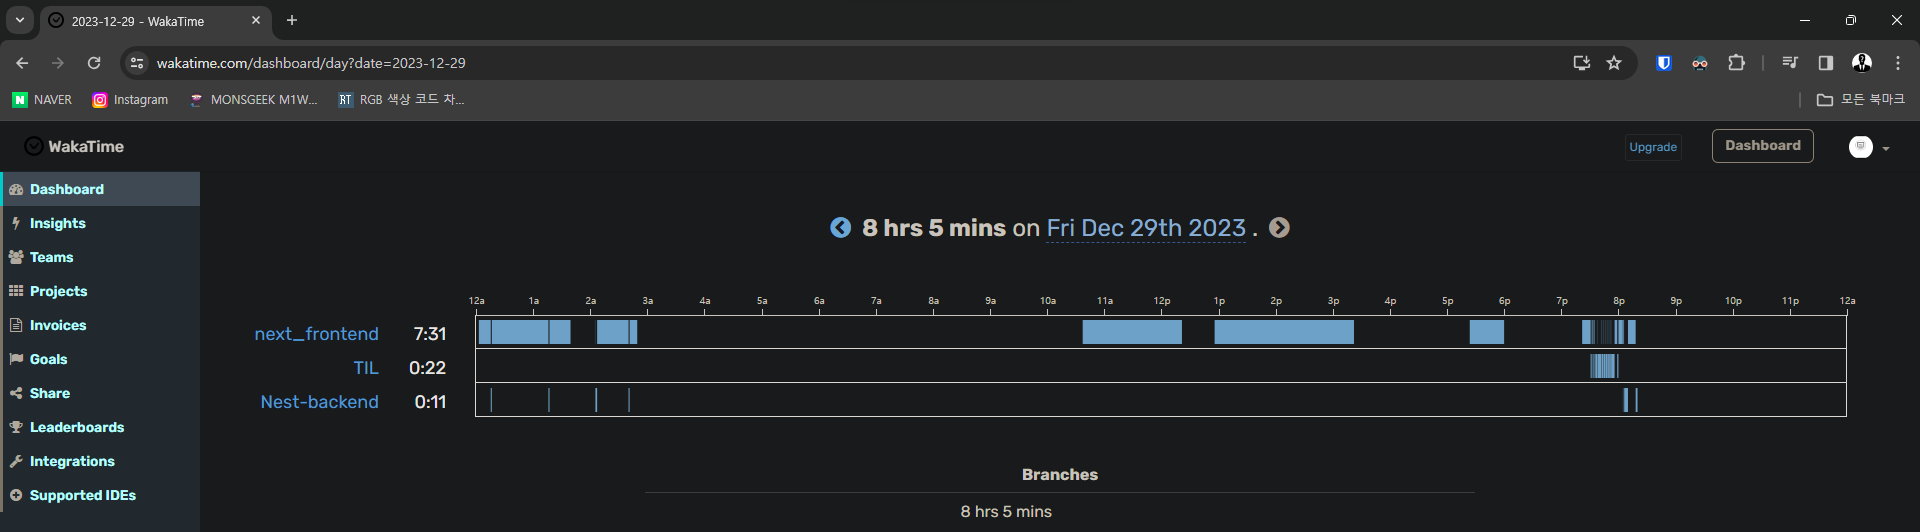 2023-12-29 - WakaTime
wakatime.com/dashboard/day?date=2023-12-29
NAVER Instagram MONSGEEK M1W... RT RGB 색상 코드 차... 모든 북마크
WakaTime Upgrade Dashboard
Dashboard
Insights
Teams
Projects
Invoices
Goals
Share
Leaderboards
Integrations
Supported IDEs
8 hrs 5 mins on Fri Dec 29th 2023 .
12a 1a 2a 3a 4a 5a 6a 7a 8a 9a 10a 11a 12p 1p 2p 3p 4p 5p 6p 7p 8p 9p 10p 11p 12a
next_frontend 7:31
TIL 0:22
Nest-backend 0:11
Branches
8 hrs 5 mins